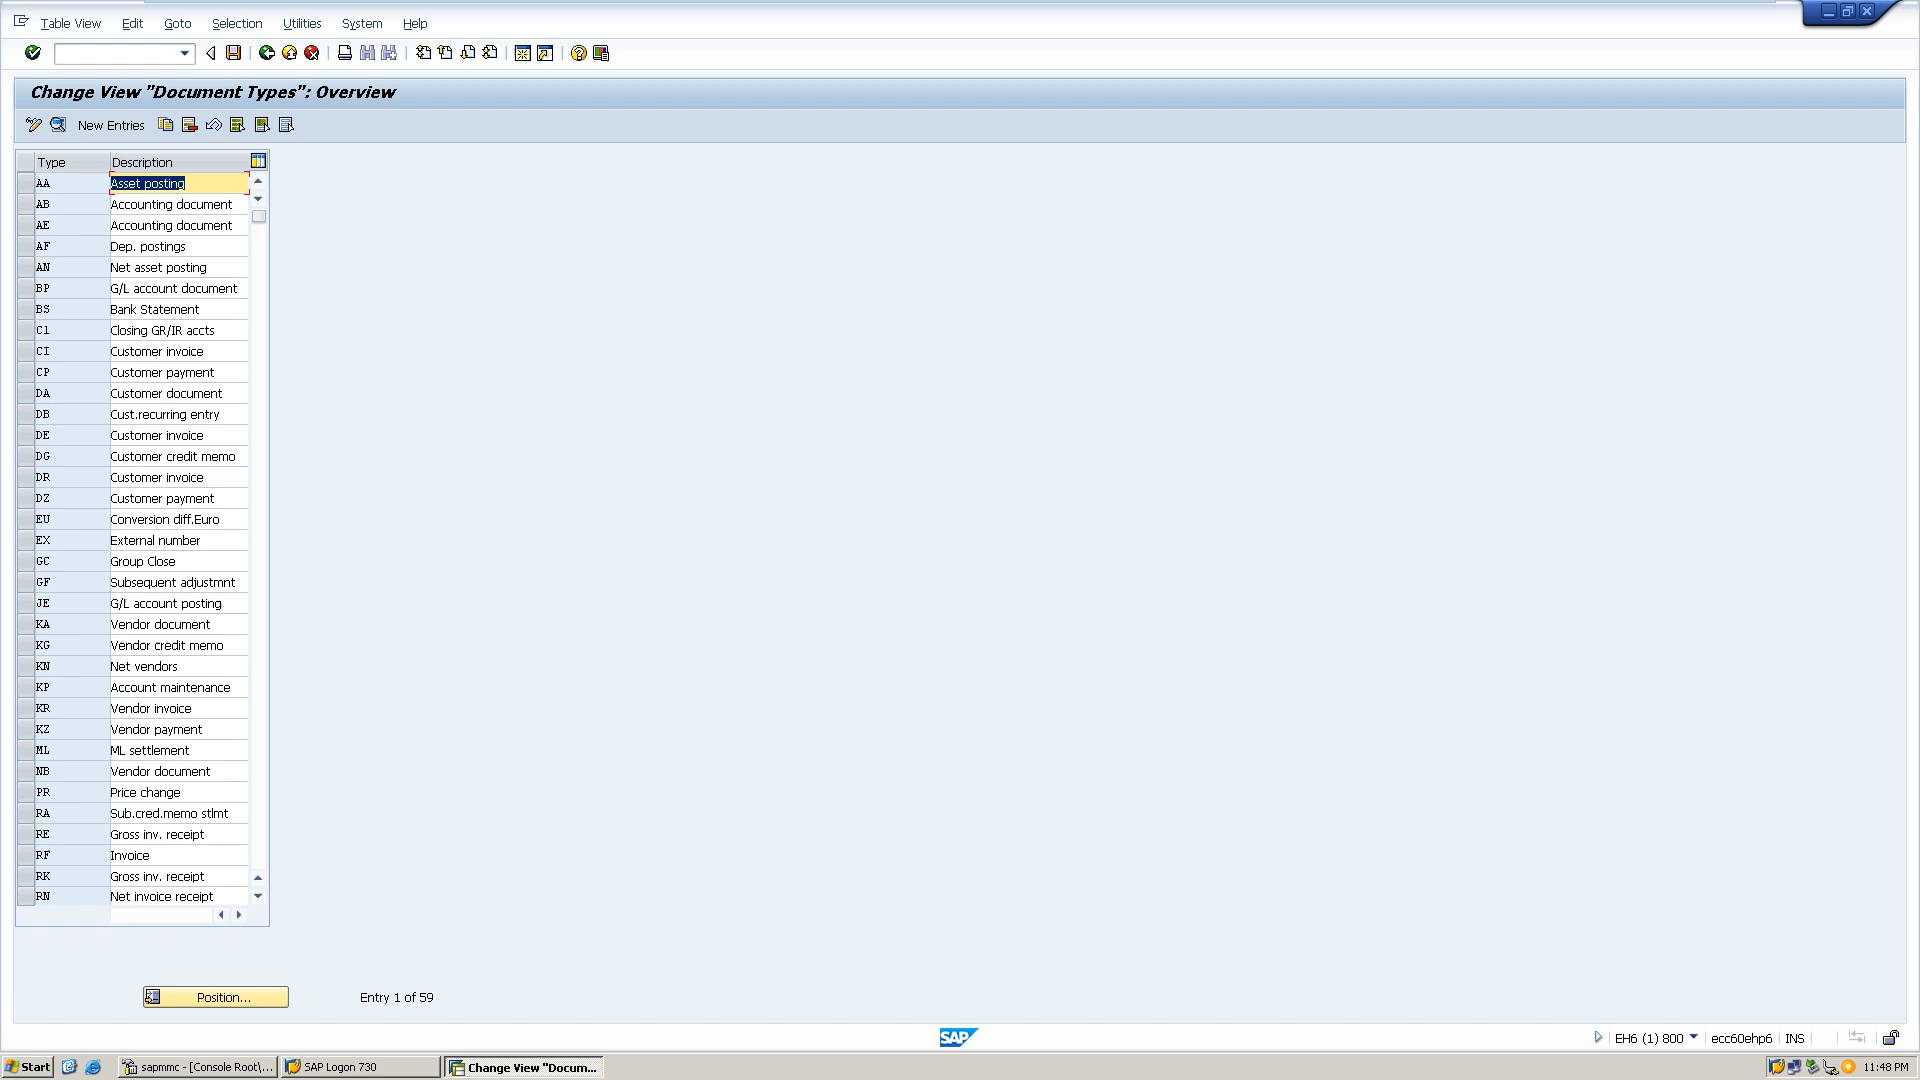 Table View Edit Goto Selection Utilities System Help
Change View "Document Types": Overview
New Entries
Type Description
AA Asset posting
AB Accounting document
AE Accounting document
AF Dep. postings
AN Net asset posting
BP G/L account document
BS Bank Statement
C1 Closing GR/IR accts
CI Customer invoice
CP Customer payment
DA Customer document
DB Cust.recurring entry
DE Customer invoice
DG Customer credit memo
DR Customer invoice
DZ Customer payment
EU Conversion diff.Euro
EX External number
GC Group Close
GF Subsequent adjustmnt
JE G/L account posting
KA Vendor document
KG Vendor credit memo
KN Net vendors
KP Account maintenance
KR Vendor invoice
KZ Vendor payment
ML ML settlement
NB Vendor document
PR Price change
RA Sub.cred.memo stlmt
RE Gross inv. receipt
RF Invoice
RK Gross inv. receipt
RN Net invoice receipt
Position... Entry 1 of 59
SAP EH6 (1) 800 ecc60ehp6 INS
Start sapmmc - [Console Root\... SAP Logon 730 Change View "Docum... 11:48 PM